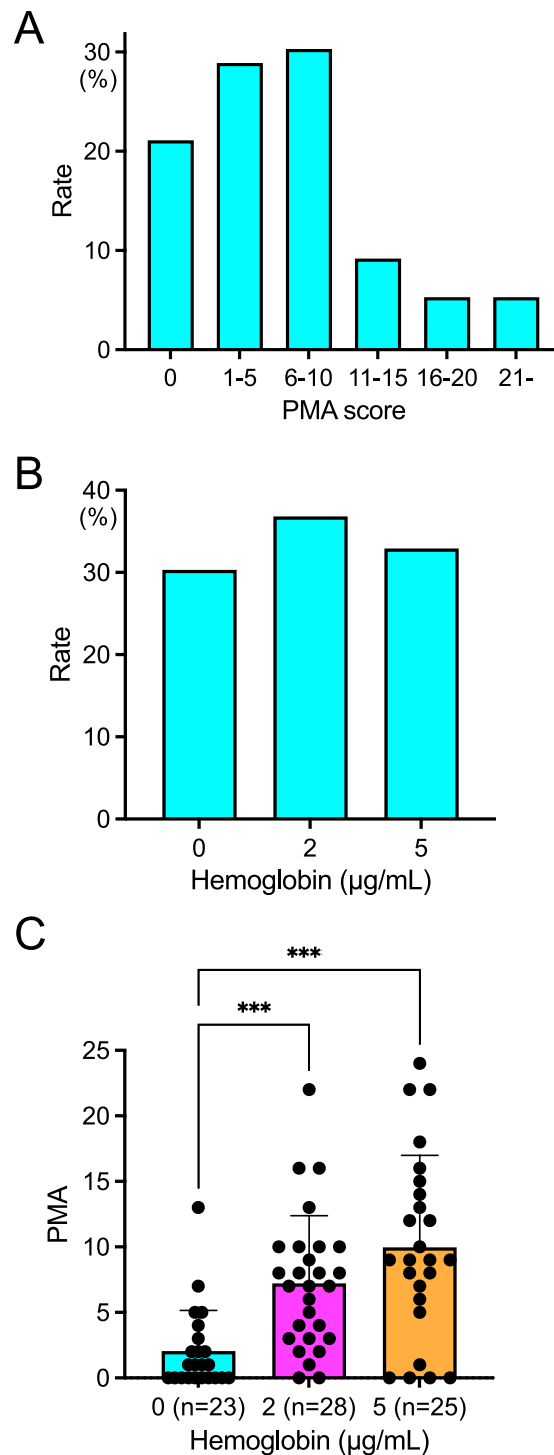 A
30
(%)
20
10
0
Rate
0 1-5 6-10 11-15 16-20 21-
PMA score
B
40
(%)
30
20
10
0
Rate
0 2 5
Hemoglobin (µg/mL)
C
***
***
25
20
15
10
5
0
PMA
0 (n=23) 2 (n=28) 5 (n=25)
Hemoglobin (µg/mL)